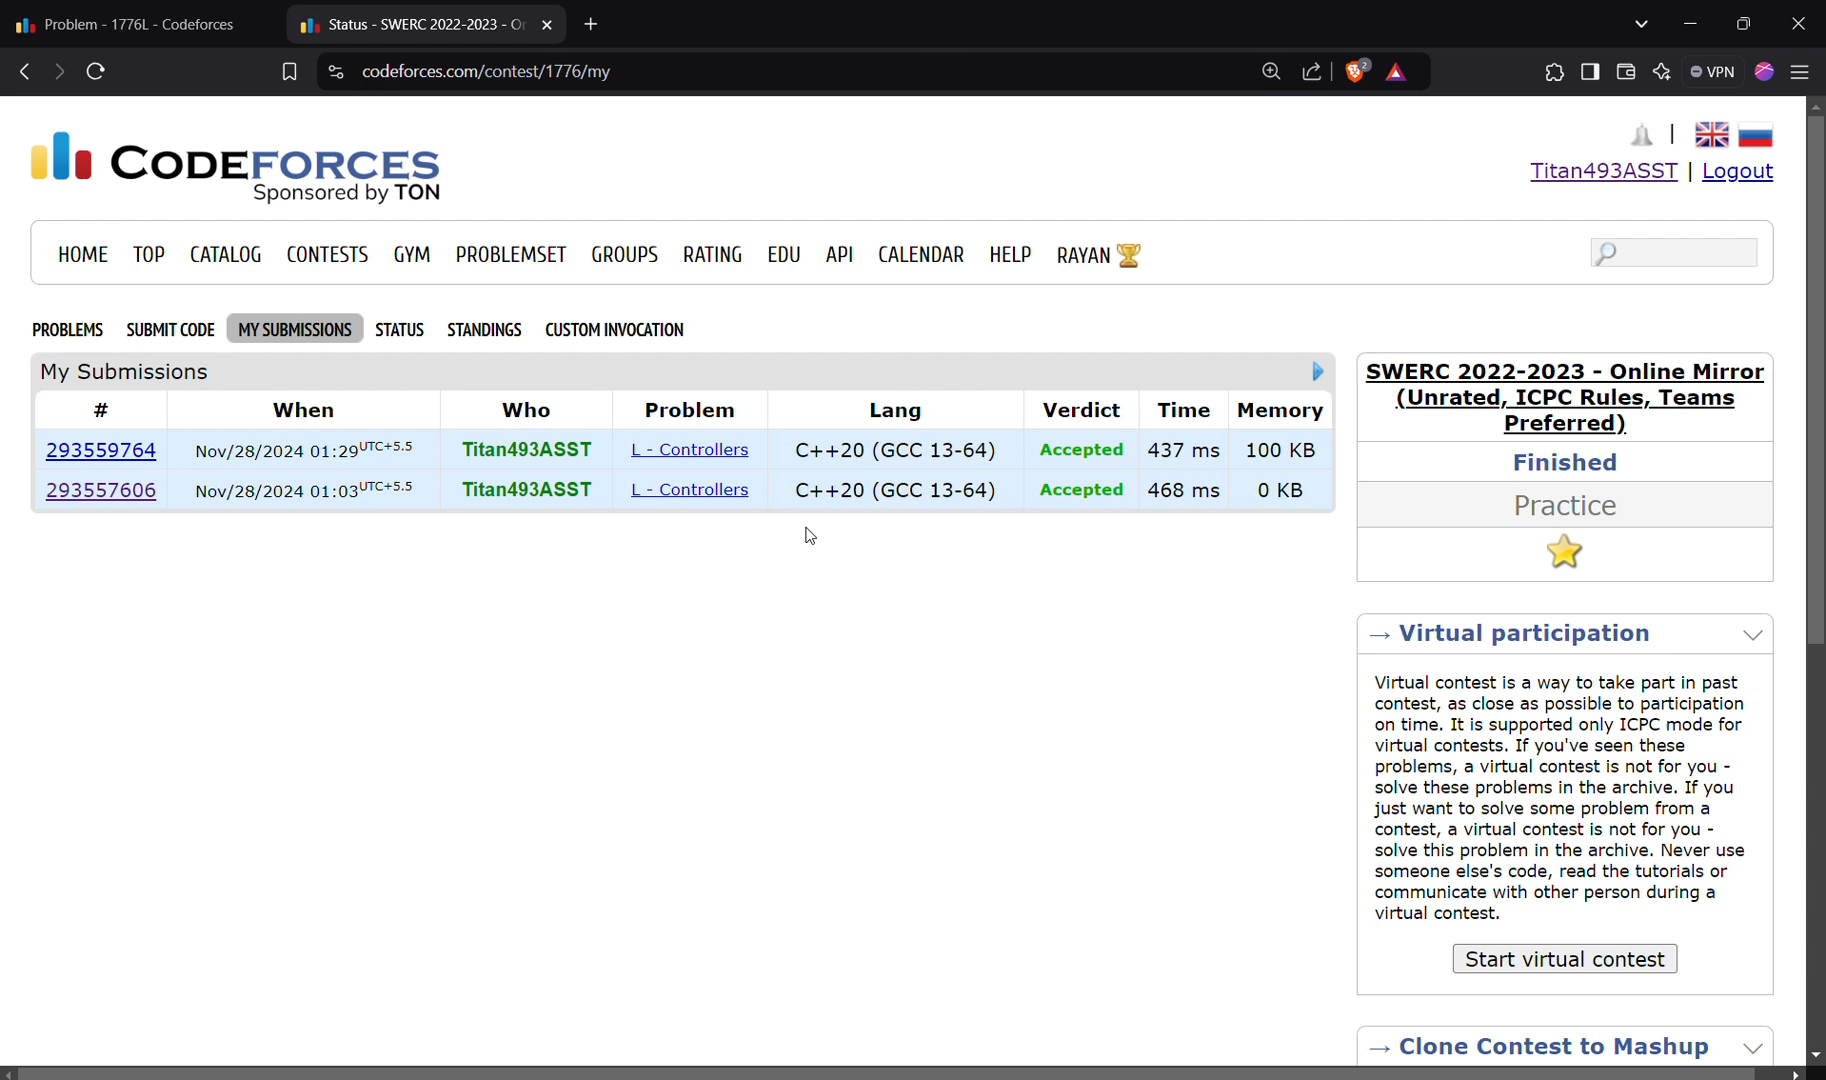 Problem - 1776L - Codeforces
Status - SWERC 2022-2023 - Or
codeforces.com/contest/1776/my
2
VPN
CODEFORCES
Sponsored by TON
|
Titan493ASST | Logout
HOME TOP CATALOG CONTESTS GYM PROBLEMSET GROUPS RATING EDU API CALENDAR HELP RAYAN
PROBLEMS SUBMIT CODE MY SUBMISSIONS STATUS STANDINGS CUSTOM INVOCATION
My Submissions
# When Who Problem Lang Verdict Time Memory
293559764 Nov/28/2024 01:29 UTC+5.5 Titan493ASST L - Controllers C++20 (GCC 13-64) Accepted 437 ms 100 KB
293557606 Nov/28/2024 01:03 UTC+5.5 Titan493ASST L - Controllers C++20 (GCC 13-64) Accepted 468 ms 0 KB
SWERC 2022-2023 - Online Mirror
(Unrated, ICPC Rules, Teams
Preferred)
Finished
Practice
→ Virtual participation
Virtual contest is a way to take part in past
contest, as close as possible to participation
on time. It is supported only ICPC mode for
virtual contests. If you've seen these
problems, a virtual contest is not for you -
solve these problems in the archive. If you
just want to solve some problem from a
contest, a virtual contest is not for you -
solve this problem in the archive. Never use
someone else's code, read the tutorials or
communicate with other person during a
virtual contest.
Start virtual contest
→ Clone Contest to Mashup